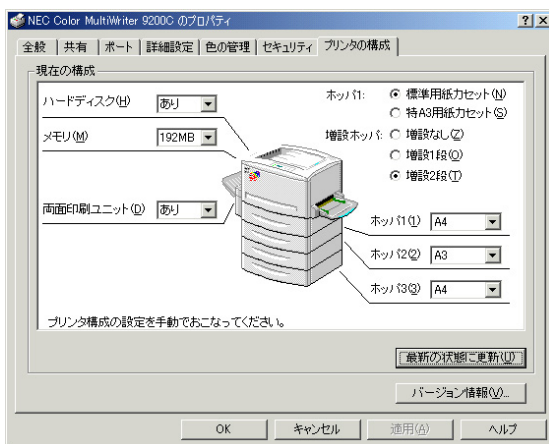 NEC Color MultiWriter 9200C のプロパティ
全般 共有 ポート 詳細設定 色の管理 セキュリティ プリンタの構成
現在の構成
ハードディスク(H) あり
メモリ(M) 192MB
両面印刷ユニット(D) あり
ホッパ1: 標準用紙カセット(N)
特A3用紙カセット(S)
増設ホッパ: 増設なし(Z)
増設1段(O)
増設2段(T)
ホッパ1(1) A4
ホッパ2(2) A3
ホッパ3(3) A4
プリンタ構成の設定を手動でおこなってください。
最新の状態に更新(U)
バージョン情報(V)...
OK キャンセル 適用(A) ヘルプ